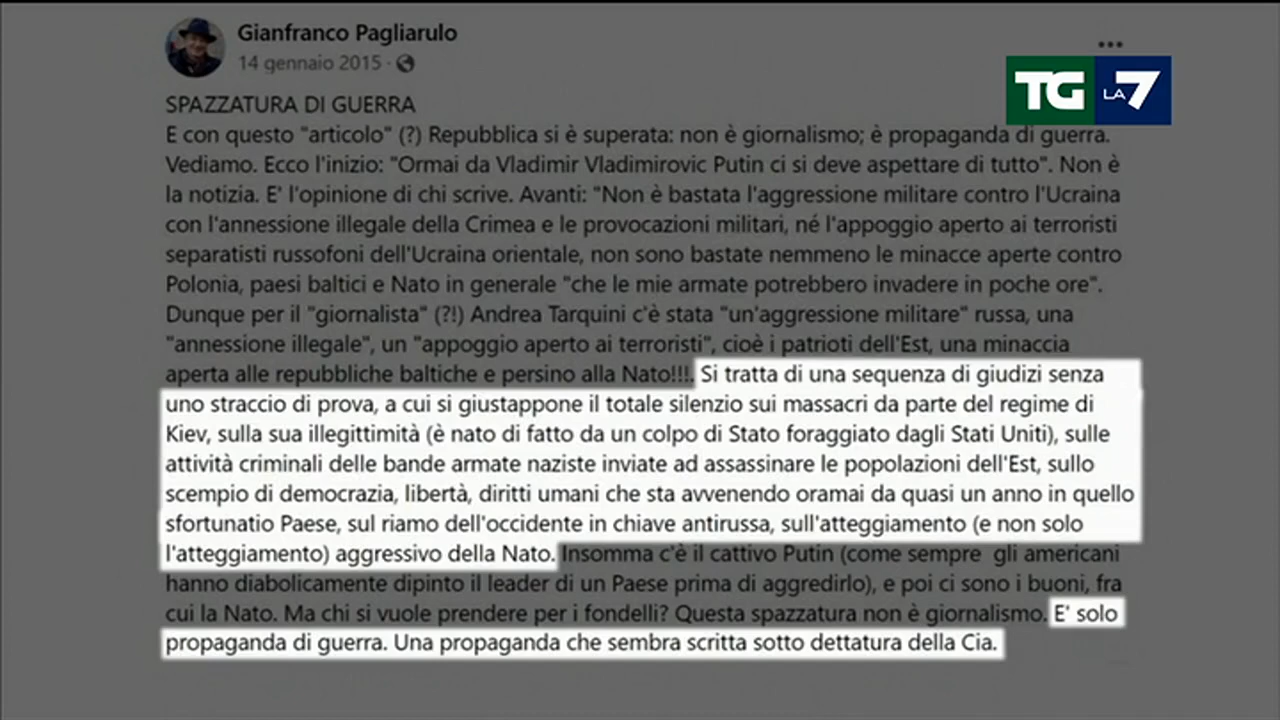 Gianfranco Pagliarulo
14 gennaio 2015 ·
TG LA7
SPAZZATURA DI GUERRA
E con questo "articolo" (?) Repubblica si è superata: non è giornalismo; è propaganda di guerra.
Vediamo. Ecco l'inizio: "Ormai da Vladimir Vladimirovic Putin ci si deve aspettare di tutto". Non è
la notizia. E' l'opinione di chi scrive. Avanti: "Non è bastata l'aggressione militare contro l'Ucraina
con l'annessione illegale della Crimea e le provocazioni militari, né l'appoggio aperto ai terroristi
separatisti russofoni dell'Ucraina orientale, non sono bastate nemmeno le minacce aperte contro
Polonia, paesi baltici e Nato in generale "che le mie armate potrebbero invadere in poche ore".
Dunque per il "giornalista" (?!) Andrea Tarquini c'è stata "un'aggressione militare" russa, una
"annessione illegale", un "appoggio aperto ai terroristi", cioè i patrioti dell'Est, una minaccia
aperta alle repubbliche baltiche e persino alla Nato!!!. Si tratta di una sequenza di giudizi senza
uno straccio di prova, a cui si giustappone il totale silenzio sui massacri da parte del regime di
Kiev, sulla sua illegittimità (è nato di fatto da un colpo di Stato foraggiato dagli Stati Uniti), sulle
attività criminali delle bande armate naziste inviate ad assassinare le popolazioni dell'Est, sullo
scempio di democrazia, libertà, diritti umani che sta avvenendo oramai da quasi un anno in quello
sfortunatio Paese, sul riamo dell'occidente in chiave antirussa, sull'atteggiamento (e non solo
l'atteggiamento) aggressivo della Nato. Insomma c'è il cattivo Putin (come sempre gli americani
hanno diabolicamente dipinto il leader di un Paese prima di aggredirlo), e poi ci sono i buoni, fra
cui la Nato. Ma chi si vuole prendere per i fondelli? Questa spazzatura non è giornalismo. E' solo
propaganda di guerra. Una propaganda che sembra scritta sotto dettatura della Cia.